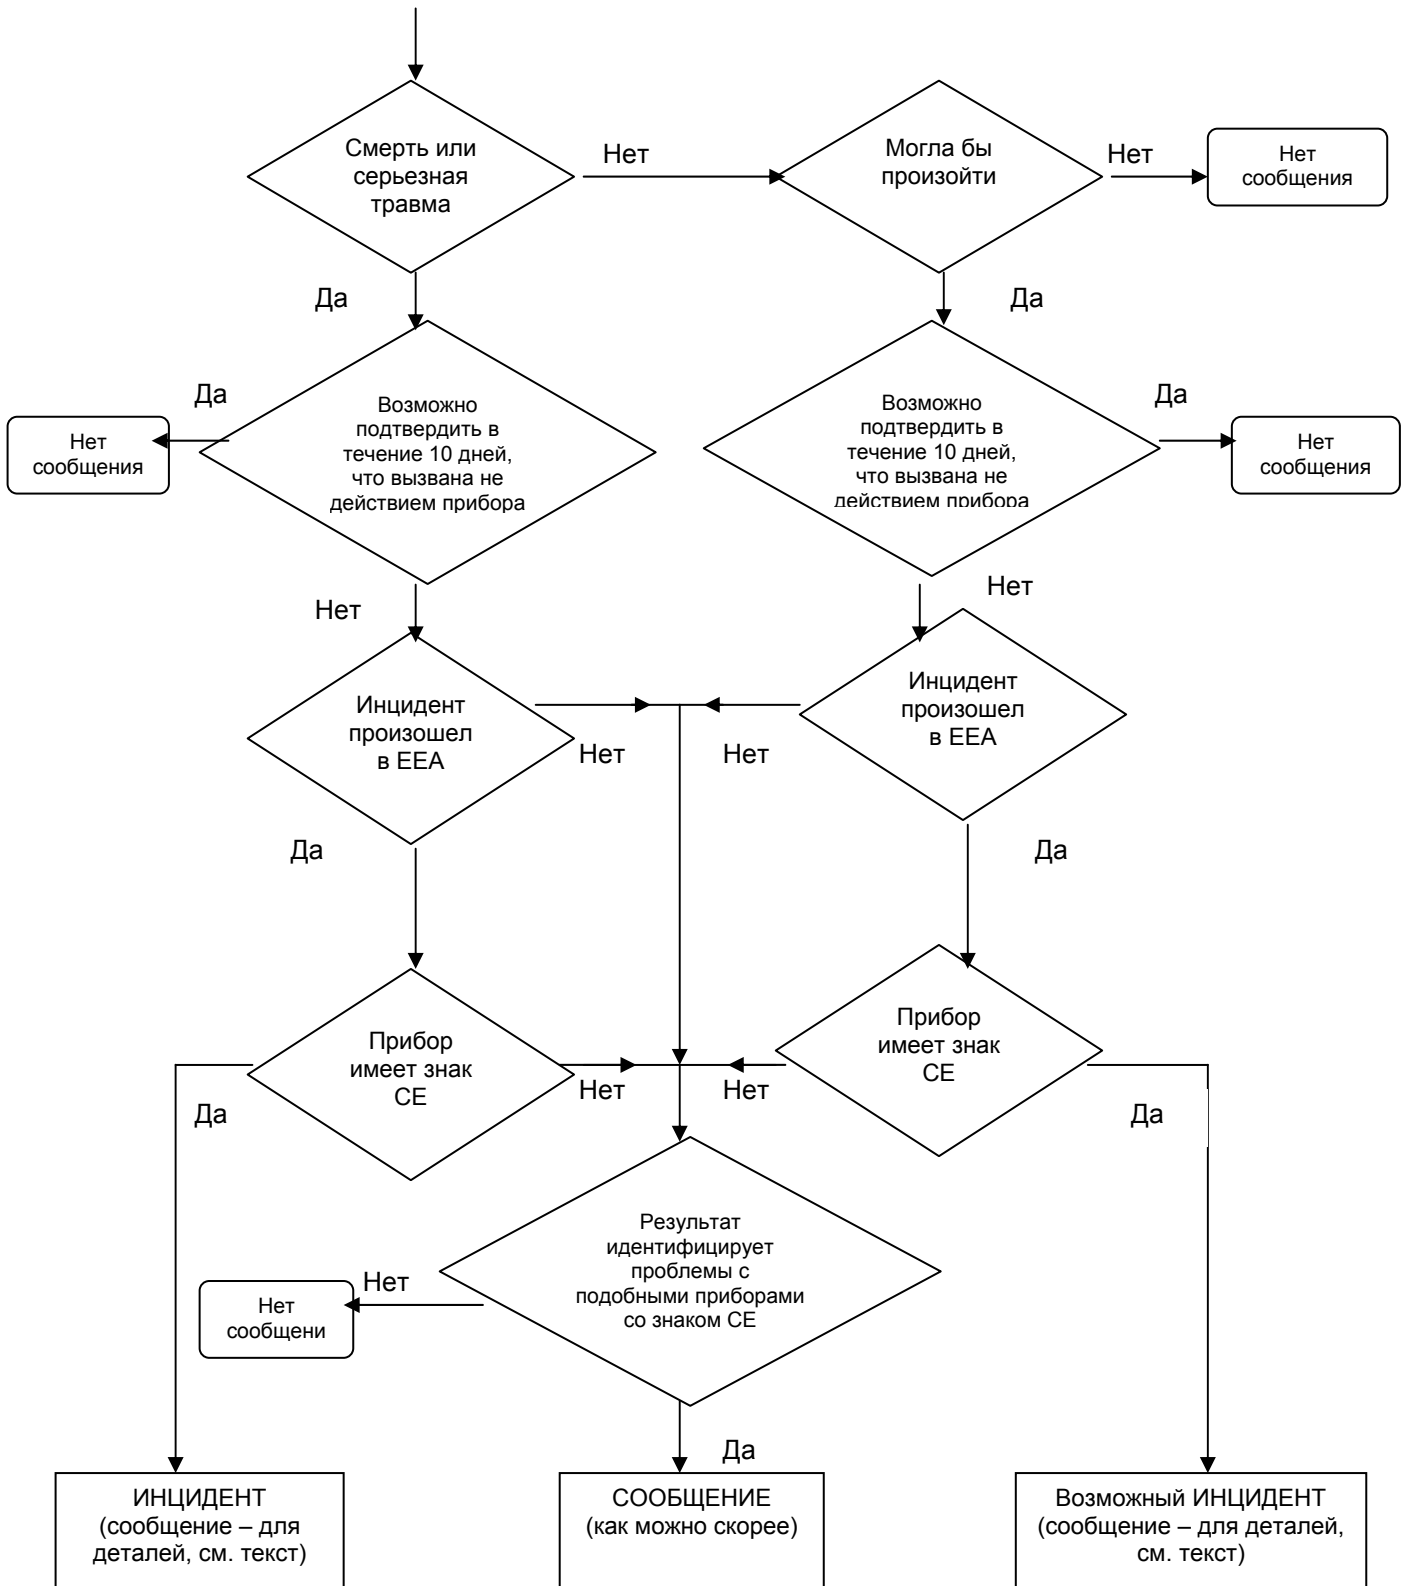 Смерть или
серьезная
травма
Нет
Могла бы
произойти
Нет
Нет
сообщения
Да
Да
Да
Нет
сообщения
Возможно
подтвердить в
течение 10 дней,
что вызвана не
действием прибора
Возможно
подтвердить в
течение 10 дней,
что вызвана не
действием прибора
Да
Нет
сообщения
Нет
Нет
Инцидент
произошел
в ЕЕА
Нет
Нет
Инцидент
произошел
в ЕЕА
Да
Да
Прибор
имеет знак
СЕ
Нет
Нет
Прибор
имеет знак
СЕ
Да
Да
Результат
идентифицирует
проблемы с
подобными приборами
со знаком СЕ
Нет
Нет
сообщени
Да
ИНЦИДЕНТ
(сообщение – для
деталей, см. текст)
СООБЩЕНИЕ
(как можно скорее)
Возможный ИНЦИДЕНТ
(сообщение – для деталей,
см. текст)